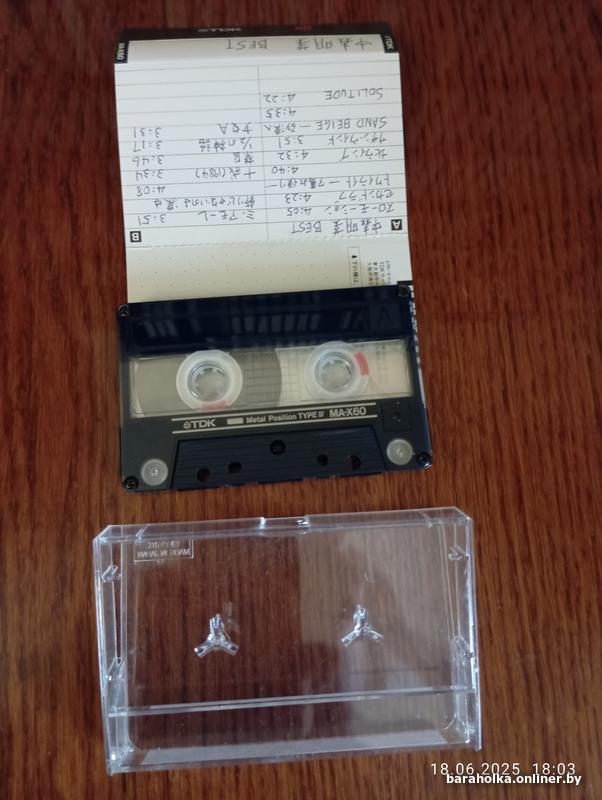 TDK
MA-X60
中森明菜 BEST
A
中森明菜 BEST
スローモーション 4:05
セカンドラブ 4:23
トワイライト — 夕暮れ便り —
4:40
北ウィング 4:32
サザン・ウインド 3:51
SAND BEIGE — 砂漠へ
4:35
SOLITUDE 4:22
B
ミ・アモーレ 3:51
飾りじゃないのよ涙は
4:08
十戒(1984) 3:34
禁区 3:46
1/2の神話 3:17
少女A 3:31
TDK Metal Position TYPE IV MA-X60
18.06.2025 18:03
baraholka.onliner.by